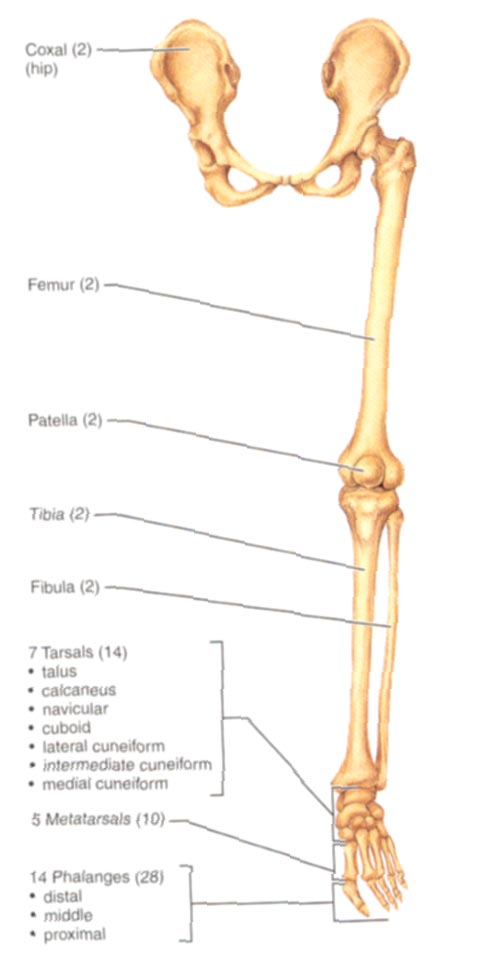 Coxal (2)
(hip)
Femur (2)
Patella (2)
Tibia (2)
Fibula (2)
7 Tarsals (14)
• talus
• calcaneus
• navicular
• cuboid
• lateral cuneiform
• intermediate cuneiform
• medial cuneiform
5 Metatarsals (10)
14 Phalanges (28)
• distal
• middle
• proximal